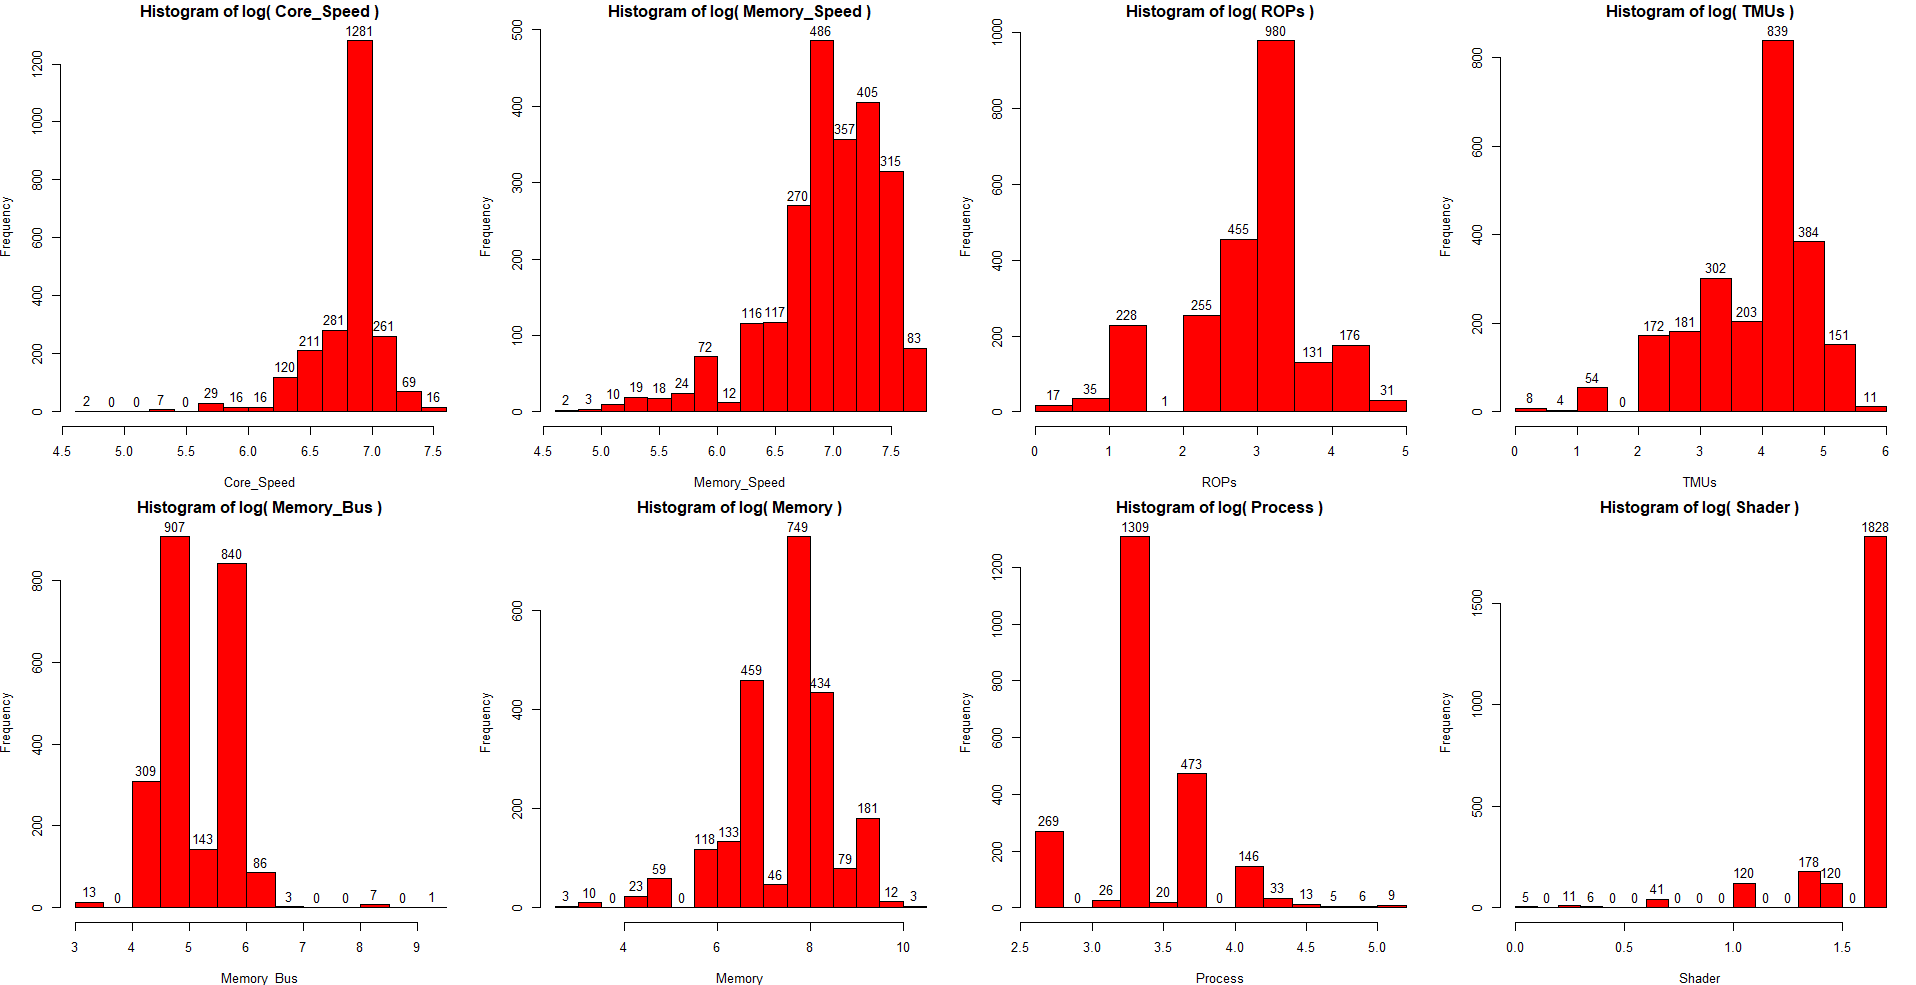 Histogram of log( Core_Speed )
1281
2 0 0 7 0 29 16 16 120 211 281 261 69 16
0 200 400 600 800 1000 1200
Frequency
4.5 5.0 5.5 6.0 6.5 7.0 7.5
Core_Speed
Histogram of log( Memory_Speed )
2 3 10 19 18 24 72 12 116 117 270 486 357 405 315 83
0 100 200 300 400 500
Frequency
4.5 5.0 5.5 6.0 6.5 7.0 7.5
Memory_Speed
Histogram of log( ROPs )
17 35 228 1 255 455 980 131 176 31
0 200 400 600 800 1000
Frequency
0 1 2 3 4 5
ROPs
Histogram of log( TMUs )
8 4 54 0 172 181 302 203 839 384 151 11
0 200 400 600 800
Frequency
0 1 2 3 4 5 6
TMUs
Histogram of log( Memory_Bus )
13 0 309 907 143 840 86 3 0 0 7 0 1
0 200 400 600 800
Frequency
3 4 5 6 7 8 9
Memory_Bus
Histogram of log( Memory )
3 10 0 23 59 0 118 133 459 46 749 434 79 181 12 3
0 200 400 600
Frequency
4 6 8 10
Memory
Histogram of log( Process )
269 0 26 1309 20 473 0 146 33 13 5 6 9
0 200 400 600 800 1000 1200
Frequency
2.5 3.0 3.5 4.0 4.5 5.0
Process
Histogram of log( Shader )
5 0 11 6 0 0 41 0 0 0 120 0 0 178 120 0 1828
0 500 1000 1500
Frequency
0.0 0.5 1.0 1.5
Shader